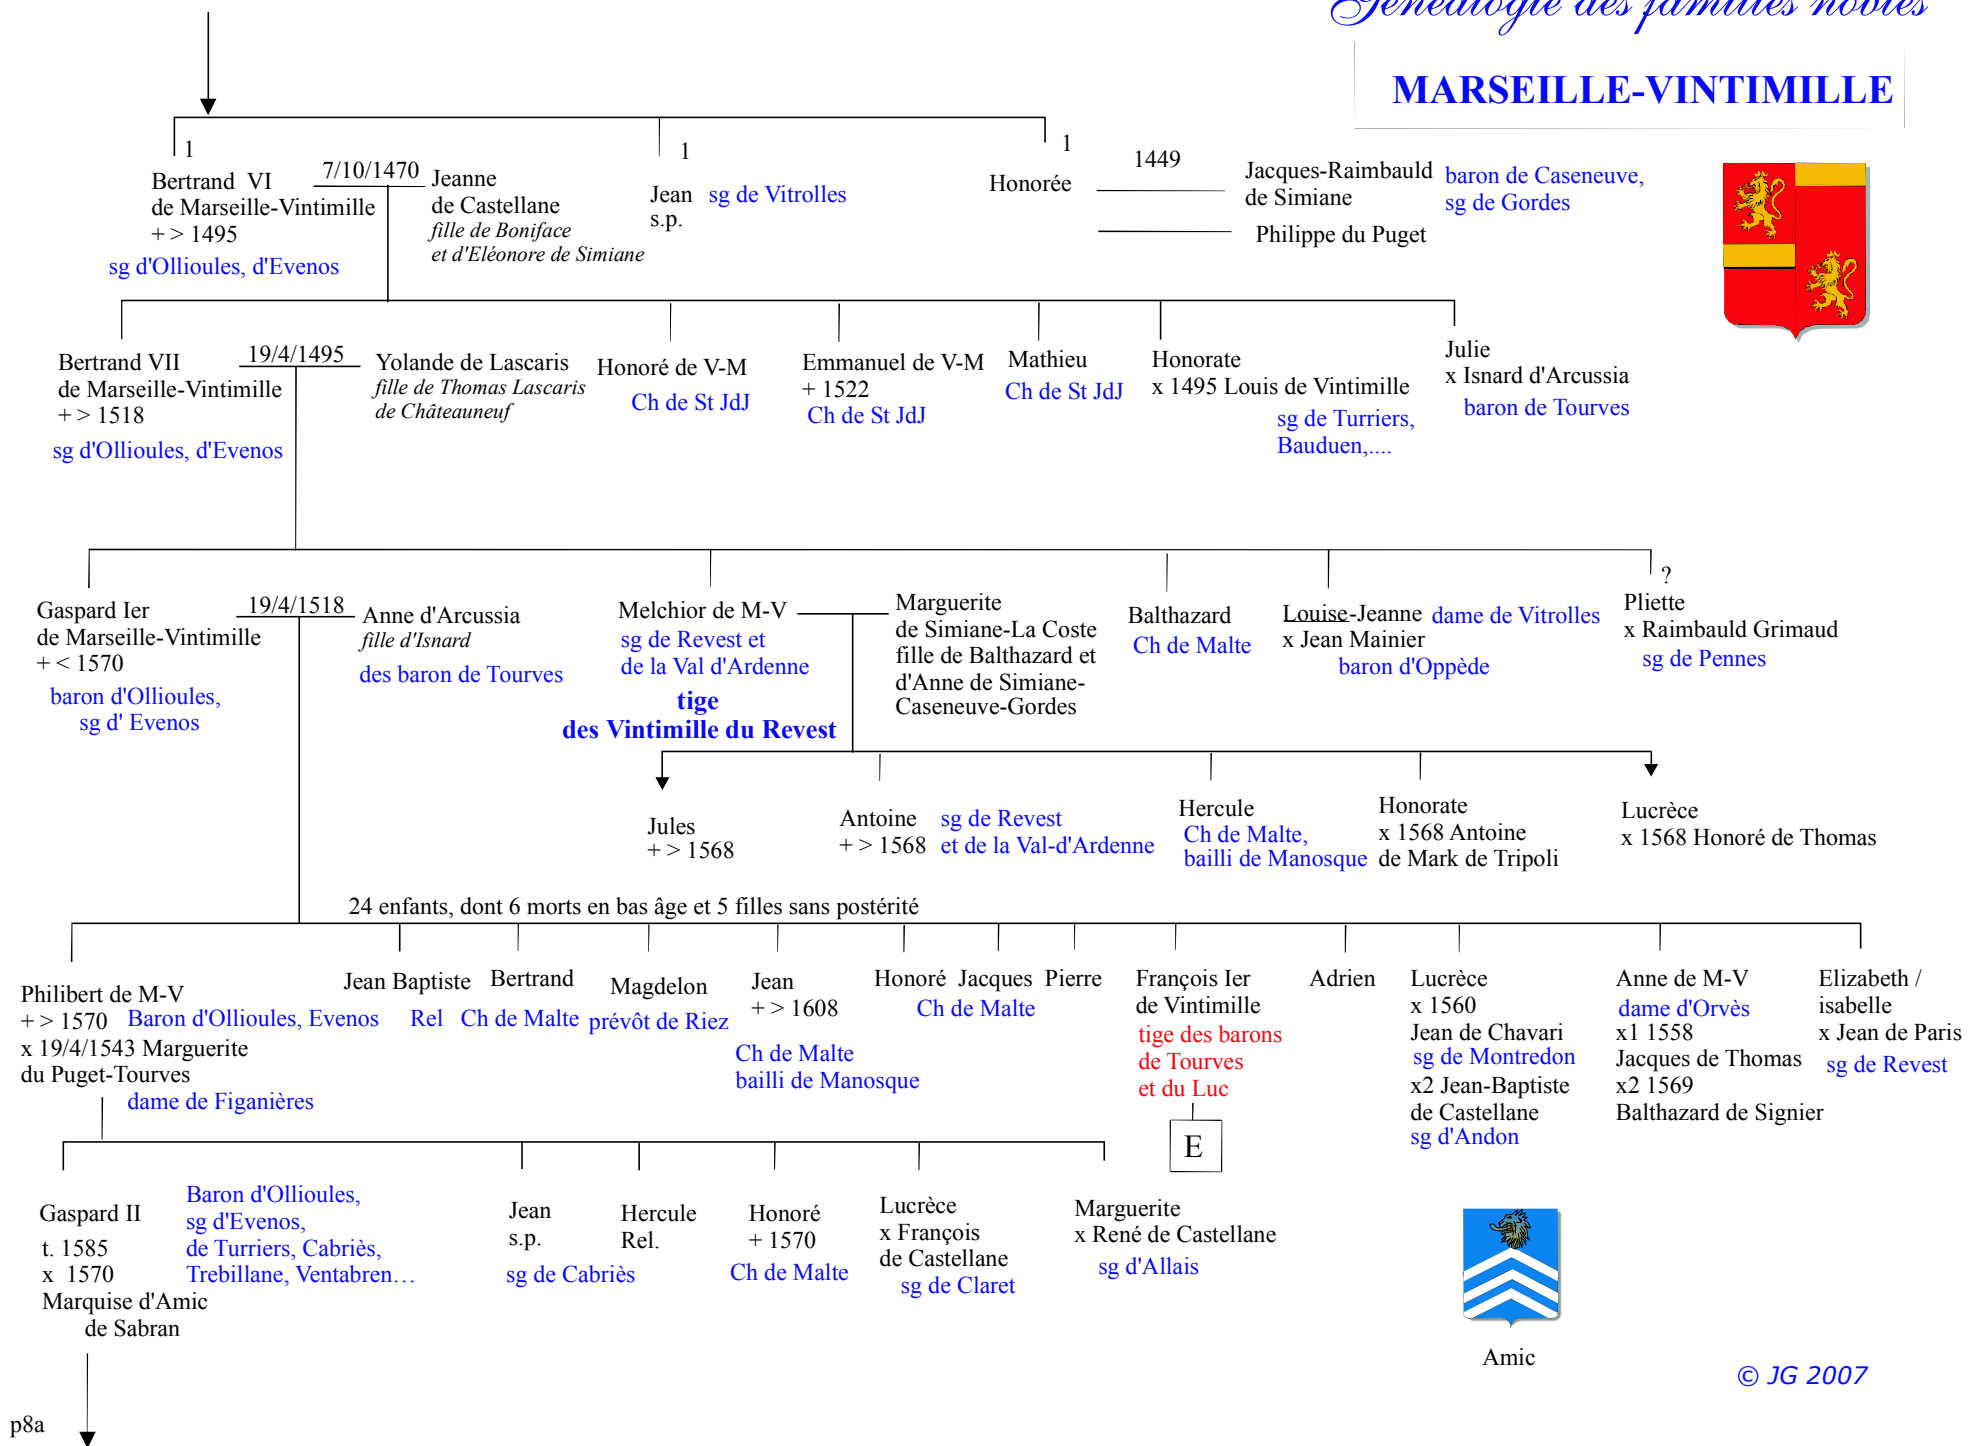 Généalogie des familles nobles
MARSEILLE-VINTIMILLE
1
Bertrand VI
de Marseille-Vintimille
+ > 1495
sg d'Ollioules, d'Evenos
7/10/1470
Jeanne
de Castellane
fille de Boniface
et d'Eléonore de Simiane
1
Jean
s.p.
sg de Vitrolles
1
Honorée
1449
Jacques-Raimbauld
de Simiane
baron de Caseneuve,
sg de Gordes
Philippe du Puget
Bertrand VII
de Marseille-Vintimille
+ > 1518
sg d'Ollioules, d'Evenos
19/4/1495
Yolande de Lascaris
fille de Thomas Lascaris
de Châteauneuf
Honoré de V-M
Ch de St JdJ
Emmanuel de V-M
+ 1522
Ch de St JdJ
Mathieu
Ch de St JdJ
Honorate
x 1495 Louis de Vintimille
sg de Turriers,
Bauduen,....
Julie
x Isnard d'Arcussia
baron de Tourves
Gaspard Ier
de Marseille-Vintimille
+ < 1570
baron d'Ollioules,
sg d' Evenos
19/4/1518
Anne d'Arcussia
fille d'Isnard
des baron de Tourves
Melchior de M-V
sg de Revest et
de la Val d'Ardenne
tige
des Vintimille du Revest
Marguerite
de Simiane-La Coste
fille de Balthazard et
d'Anne de Simiane-
Caseneuve-Gordes
Balthazard
Ch de Malte
Louise-Jeanne
dame de Vitrolles
x Jean Mainier
baron d'Oppède
?
Pliette
x Raimbauld Grimaud
sg de Pennes
Jules
+ > 1568
Antoine
+ > 1568
sg de Revest
et de la Val-d'Ardenne
Hercule
Ch de Malte,
bailli de Manosque
Honorate
x 1568 Antoine
de Mark de Tripoli
Lucrèce
x 1568 Honoré de Thomas
24 enfants, dont 6 morts en bas âge et 5 filles sans postérité
Philibert de M-V
+ > 1570
Baron d'Ollioules, Evenos
x 19/4/1543 Marguerite
du Puget-Tourves
dame de Figanières
Jean Baptiste
Rel
Bertrand
Ch de Malte
Magdelon
prévôt de Riez
Jean
+ > 1608
Ch de Malte
bailli de Manosque
Honoré
Jacques
Ch de Malte
Pierre
François Ier
de Vintimille
tige des barons
de Tourves
et du Luc
E
Adrien
Lucrèce
x 1560
Jean de Chavari
sg de Montredon
x2 Jean-Baptiste
de Castellane
sg d'Andon
Anne de M-V
dame d'Orvès
x1 1558
Jacques de Thomas
x2 1569
Balthazard de Signier
Elizabeth /
isabelle
x Jean de Paris
sg de Revest
Gaspard II
t. 1585
x 1570
Marquise d'Amic
de Sabran
Baron d'Ollioules,
sg d'Evenos,
de Turriers, Cabriès,
Trebillane, Ventabren…
Jean
s.p.
sg de Cabriès
Hercule
Rel.
Honoré
+ 1570
Ch de Malte
Lucrèce
x François
de Castellane
sg de Claret
Marguerite
x René de Castellane
sg d'Allais
Amic
© JG 2007
p8a